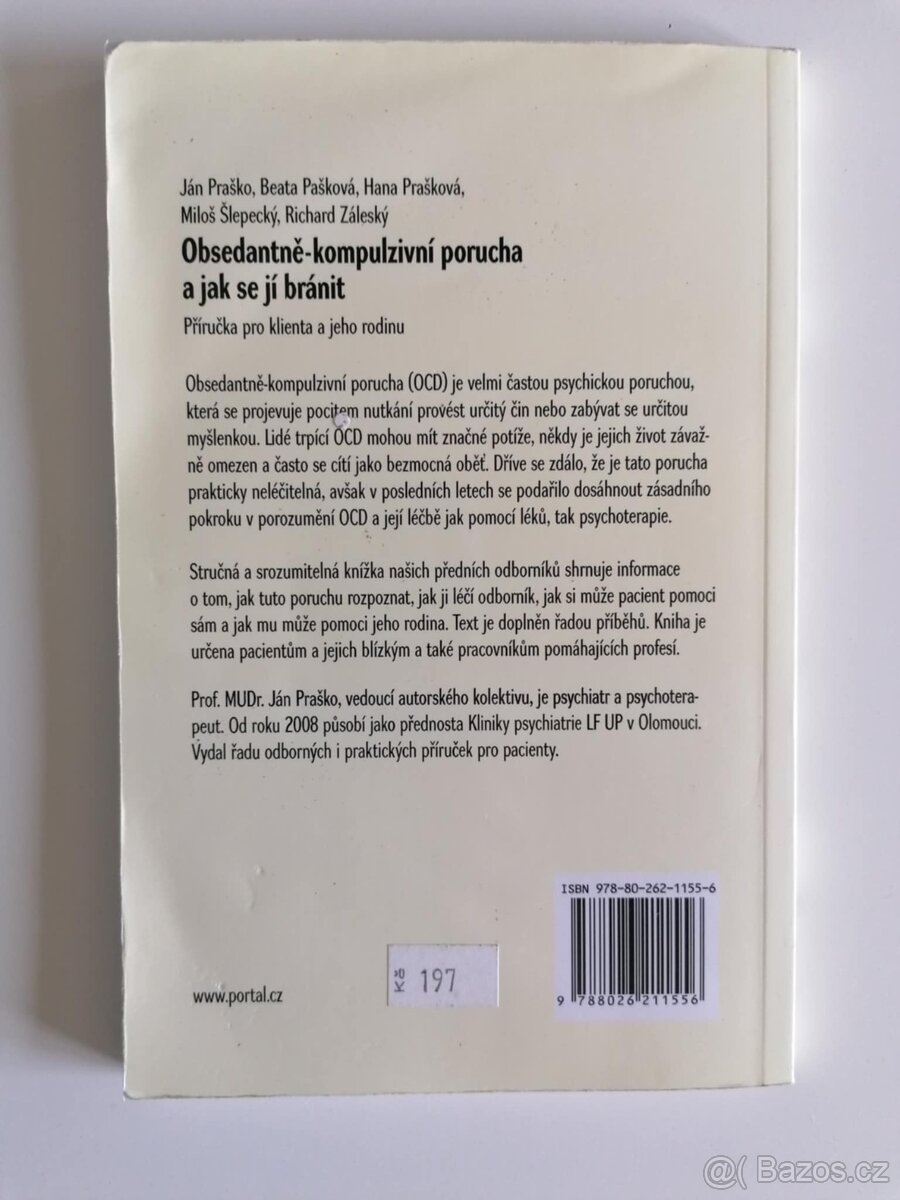 Ján Praško, Beata Pašková, Hana Prašková,
Miloš Šlepecký, Richard Záleský
Obsedantně-kompulzivní porucha
a jak se jí bránit
Příručka pro klienta a jeho rodinu
Obsedantně-kompulzivní porucha (OCD) je velmi častou psychickou poruchou,
která se projevuje pocitem nutkání provést určitý čin nebo zabývat se určitou
myšlenkou. Lidé trpící OCD mohou mít značné potíže, někdy je jejich život závaž-
ně omezen a často se cítí jako bezmocná oběť. Dříve se zdálo, že je tato porucha
prakticky neléčitelná, avšak v posledních letech se podařilo dosáhnout zásadního
pokroku v porozumění OCD a její léčbě jak pomocí léků, tak psychoterapie.
Stručná a srozumitelná knížka našich předních odborníků shrnuje informace
o tom, jak tuto poruchu rozpoznat, jak ji léčí odborník, jak si může pacient pomoci
sám a jak mu může pomoci jeho rodina. Text je doplněn řadou příběhů. Kniha je
určena pacientům a jejich blízkým a také pracovníkům pomáhajících profesí.
Prof. MUDr. Ján Praško, vedoucí autorského kolektivu, je psychiatr a psychotera-
peut. Od roku 2008 působí jako přednosta Kliniky psychiatrie LF UP v Olomouci.
Vydal řadu odborných i praktických příruček pro pacienty.
ISBN 978-80-262-1155-6
9 788026 211556
Kč 197
www.portal.cz
@( Bazos.cz